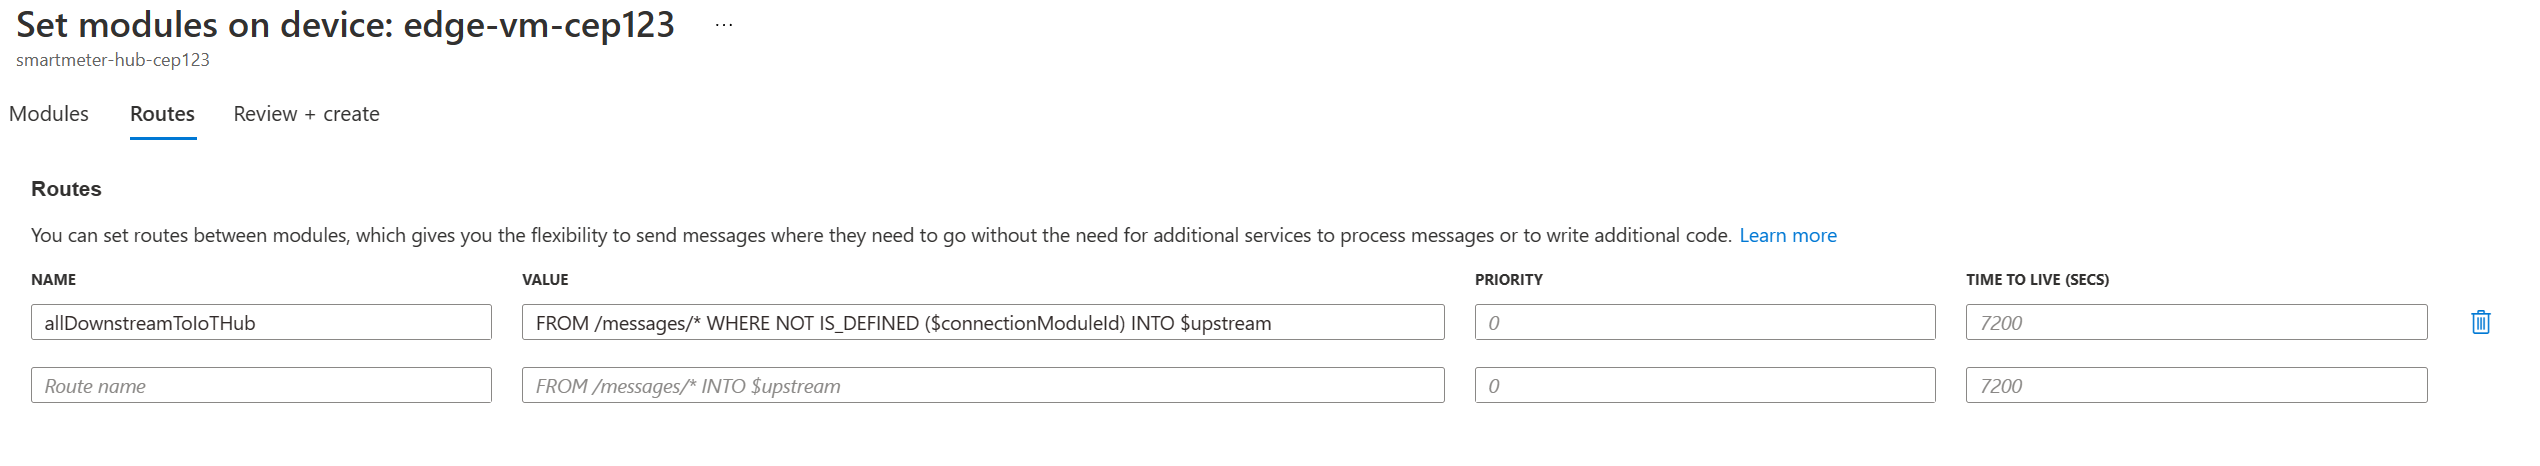 Set modules on device: edge-vm-cep123 ...
smartmeter-hub-cep123
Modules Routes Review + create
Routes
You can set routes between modules, which gives you the flexibility to send messages where they need to go without the need for additional services to process messages or to write additional code. Learn more
NAME VALUE PRIORITY TIME TO LIVE (SECS)
allDownstreamToIoTHub FROM /messages/* WHERE NOT IS_DEFINED ($connectionModuleId) INTO $upstream 0 7200
Route name FROM /messages/* INTO $upstream 0 7200